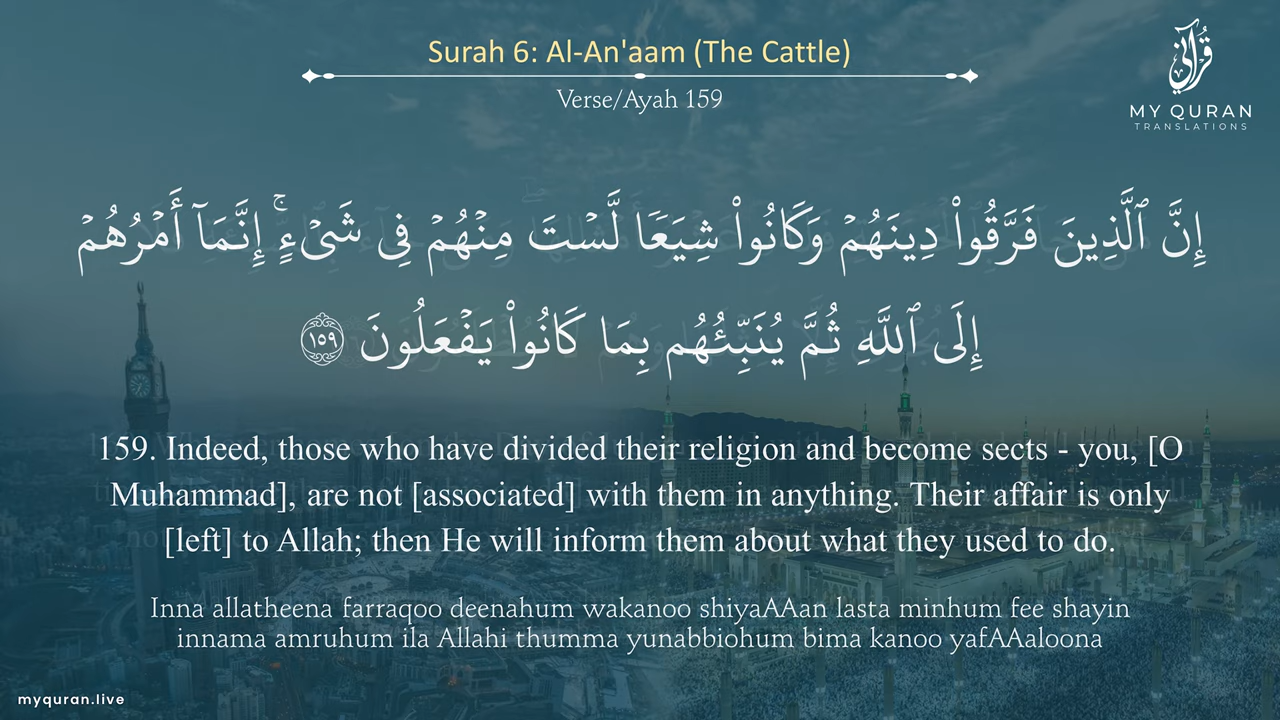 Surah 6: Al-An'aam (The Cattle)
Verse/Ayah 159
قرآني
MY QURAN
TRANSLATIONS
إِنَّ ٱلَّذِينَ فَرَّقُوا۟ دِينَهُمْ وَكَانُوا۟ شِيَعًا لَّسْتَ مِنْهُمْ فِى شَىْءٍ ۚ إِنَّمَآ أَمْرُهُمْ
إِلَى ٱللَّهِ ثُمَّ يُنَبِّئُهُم بِمَا كَانُوا۟ يَفْعَلُونَ ١٥٩
159. Indeed, those who have divided their religion and become sects - you, [O
Muhammad], are not [associated] with them in anything. Their affair is only
[left] to Allah; then He will inform them about what they used to do.
Inna allatheena farraqoo deenahum wakanoo shiyaAAan lasta minhum fee shayin
innama amruhum ila Allahi thumma yunabbiohum bima kanoo yafAAaloona
myquran.live